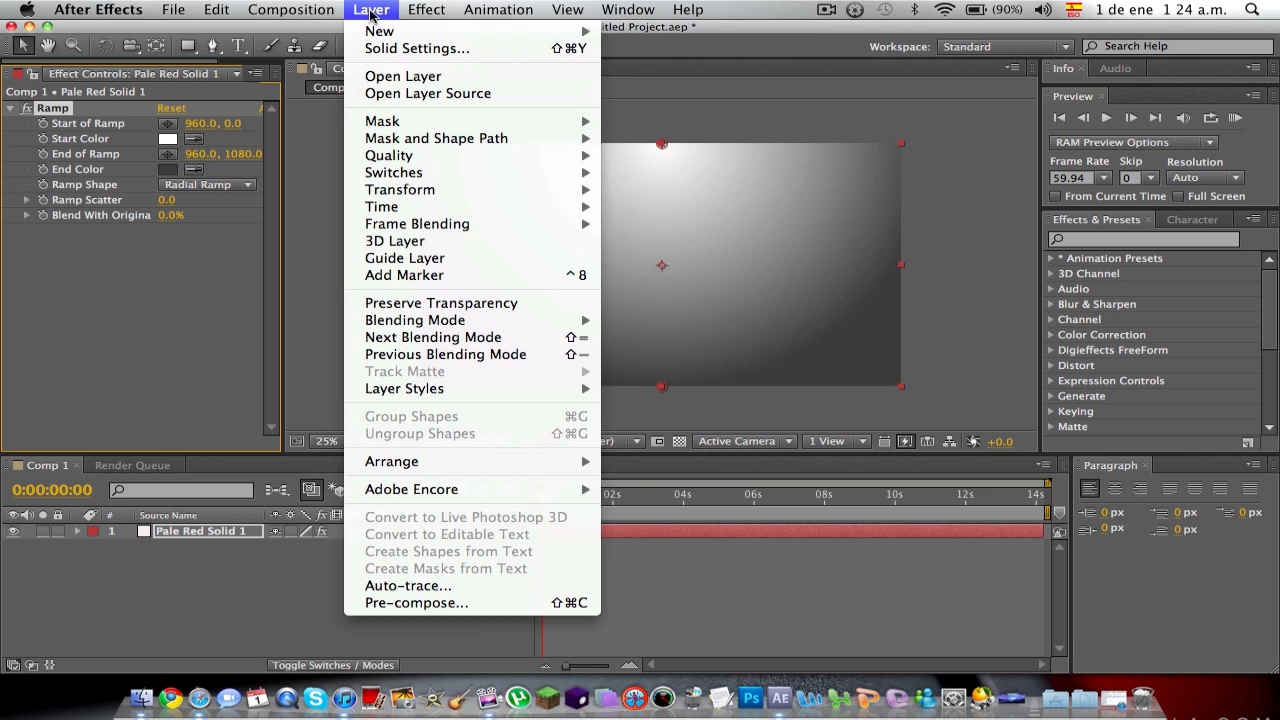 After Effects File Edit Composition Layer Effect Animation View Window Help (90%) 1 de ene 1:24 a.m.
titled Project.aep *
Workspace: Standard Search Help
Effect Controls: Pale Red Solid 1
Comp 1 • Pale Red Solid 1
fx Ramp Reset
Start of Ramp 960.0, 0.0
Start Color
End of Ramp 960.0, 1080.0
End Color
Ramp Shape Radial Ramp
Ramp Scatter 0.0
Blend With Origina 0.0%
New
Solid Settings... ⇧⌘Y
Open Layer
Open Layer Source
Mask
Mask and Shape Path
Quality
Switches
Transform
Time
Frame Blending
3D Layer
Guide Layer
Add Marker ^8
Preserve Transparency
Blending Mode
Next Blending Mode ⇧=
Previous Blending Mode ⇧−
Track Matte
Layer Styles
Group Shapes ⌘G
Ungroup Shapes ⇧⌘G
Arrange
Adobe Encore
Convert to Live Photoshop 3D
Convert to Editable Text
Create Shapes from Text
Create Masks from Text
Auto-trace...
Pre-compose... ⇧⌘C
Comp
25%
Active Camera 1 View +0.0
Info Audio
Preview
RAM Preview Options
Frame Rate Skip Resolution
59.94 0 Auto
From Current Time Full Screen
Effects & Presets Character
* Animation Presets
3D Channel
Audio
Blur & Sharpen
Channel
Color Correction
Digieffects FreeForm
Distort
Expression Controls
Generate
Keying
Matte
Comp 1 Render Queue
0:00:00:00
# Source Name
1 Pale Red Solid 1
02s 04s 06s 08s 10s 12s 14s
Toggle Switches / Modes
Paragraph
0 px 0 px 0 px
0 px 0 px